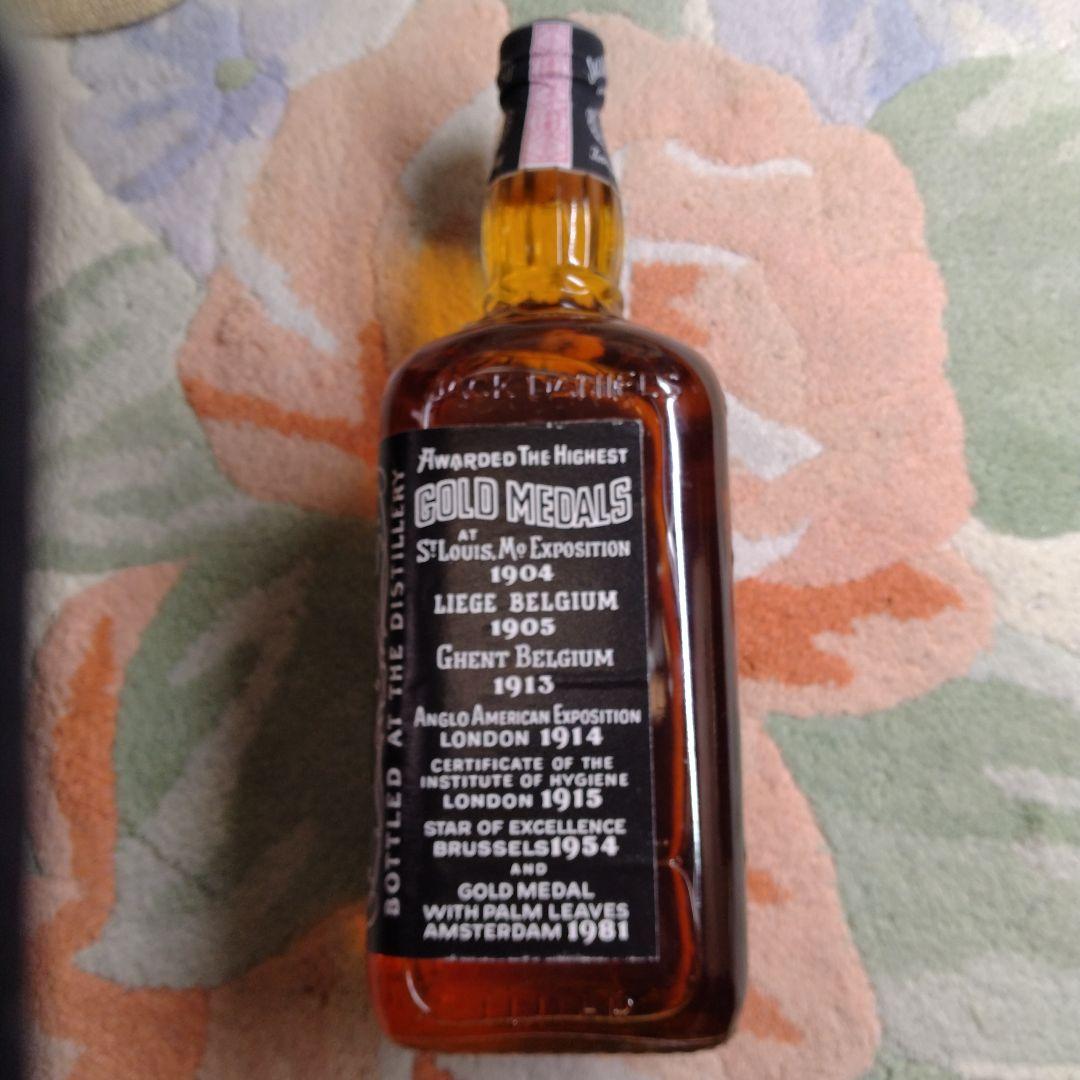 JACK DANIELS
AWARDED THE HIGHEST
GOLD MEDALS
AT
ST LOUIS, MO EXPOSITION
1904
LIEGE BELGIUM
1905
GHENT BELGIUM
1913
ANGLO AMERICAN EXPOSITION
LONDON 1914
CERTIFICATE OF THE
INSTITUTE OF HYGIENE
LONDON 1915
STAR OF EXCELLENCE
BRUSSELS 1954
AND
GOLD MEDAL
WITH PALM LEAVES
AMSTERDAM 1981
BOTTLED AT THE DISTILLERY